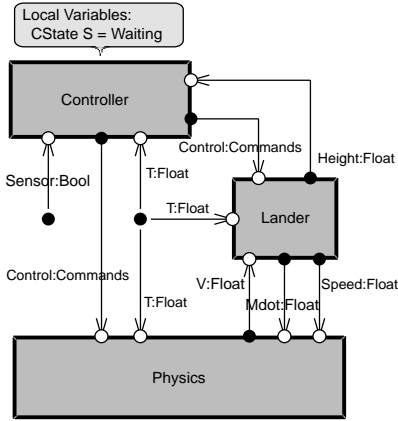 Local Variables:
CState S = Waiting
Controller
Control:Commands
Height:Float
Sensor:Bool
T:Float
T:Float
Lander
Control:Commands
V:Float
Speed:Float
Mdot:Float
T:Float
Physics